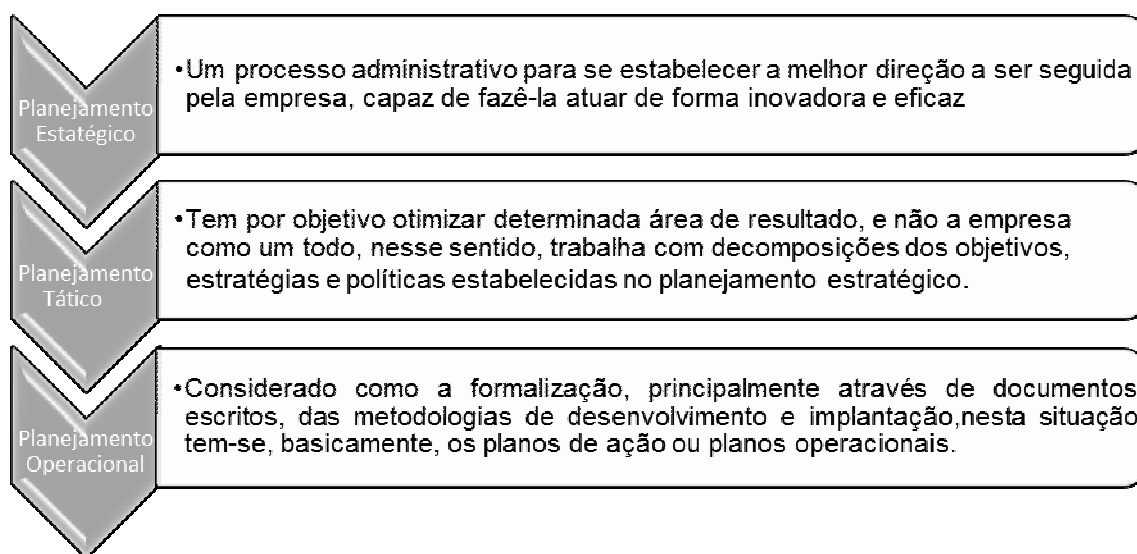 Planejamento
Estatégico
•Um processo administrativo para se estabelecer a melhor direção a ser seguida
pela empresa, capaz de fazê-la atuar de forma inovadora e eficaz
Planejamento
Tático
•Tem por objetivo otimizar determinada área de resultado, e não a empresa
como um todo, nesse sentido, trabalha com decomposições dos objetivos,
estratégias e políticas estabelecidas no planejamento estratégico.
Planejamento
Operacional
•Considerado como a formalização, principalmente através de documentos
escritos, das metodologias de desenvolvimento e implantação,nesta situação
tem-se, basicamente, os planos de ação ou planos operacionais.